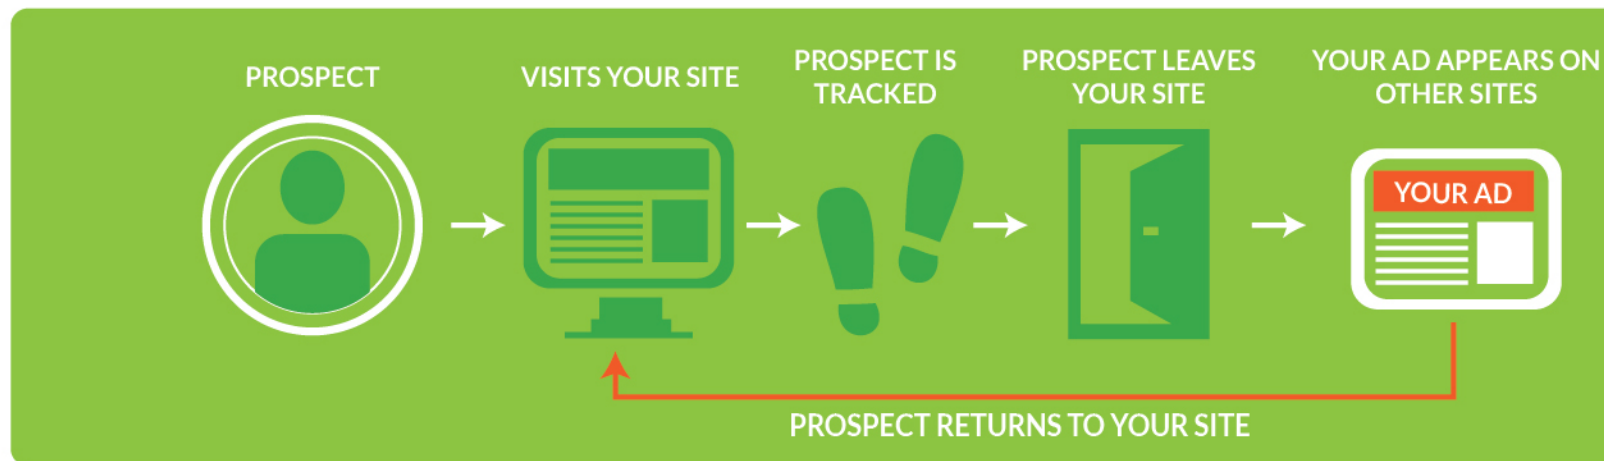 PROSPECT
VISITS YOUR SITE
PROSPECT IS
TRACKED
PROSPECT LEAVES
YOUR SITE
YOUR AD APPEARS ON
OTHER SITES
YOUR AD
PROSPECT RETURNS TO YOUR SITE